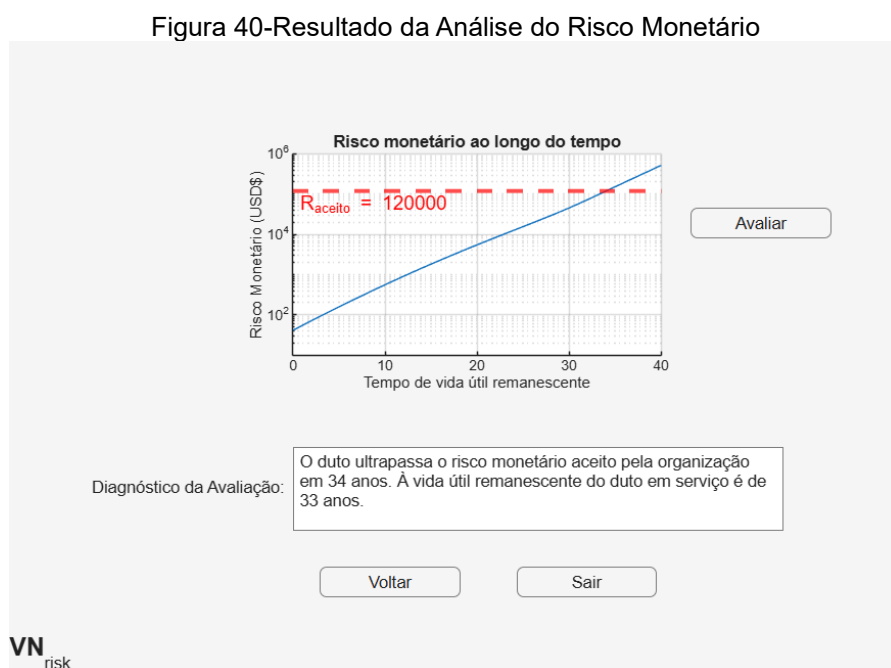 Figura 40-Resultado da Análise do Risco Monetário
Risco monetário ao longo do tempo
10^6
10^4
10^2
Risco Monetário (USD$)
R_aceito = 120000
0 10 20 30 40
Tempo de vida útil remanescente
Avaliar
Diagnóstico da Avaliação:
O duto ultrapassa o risco monetário aceito pela organização
em 34 anos. À vida útil remanescente do duto em serviço é de
33 anos.
Voltar
Sair
VN risk